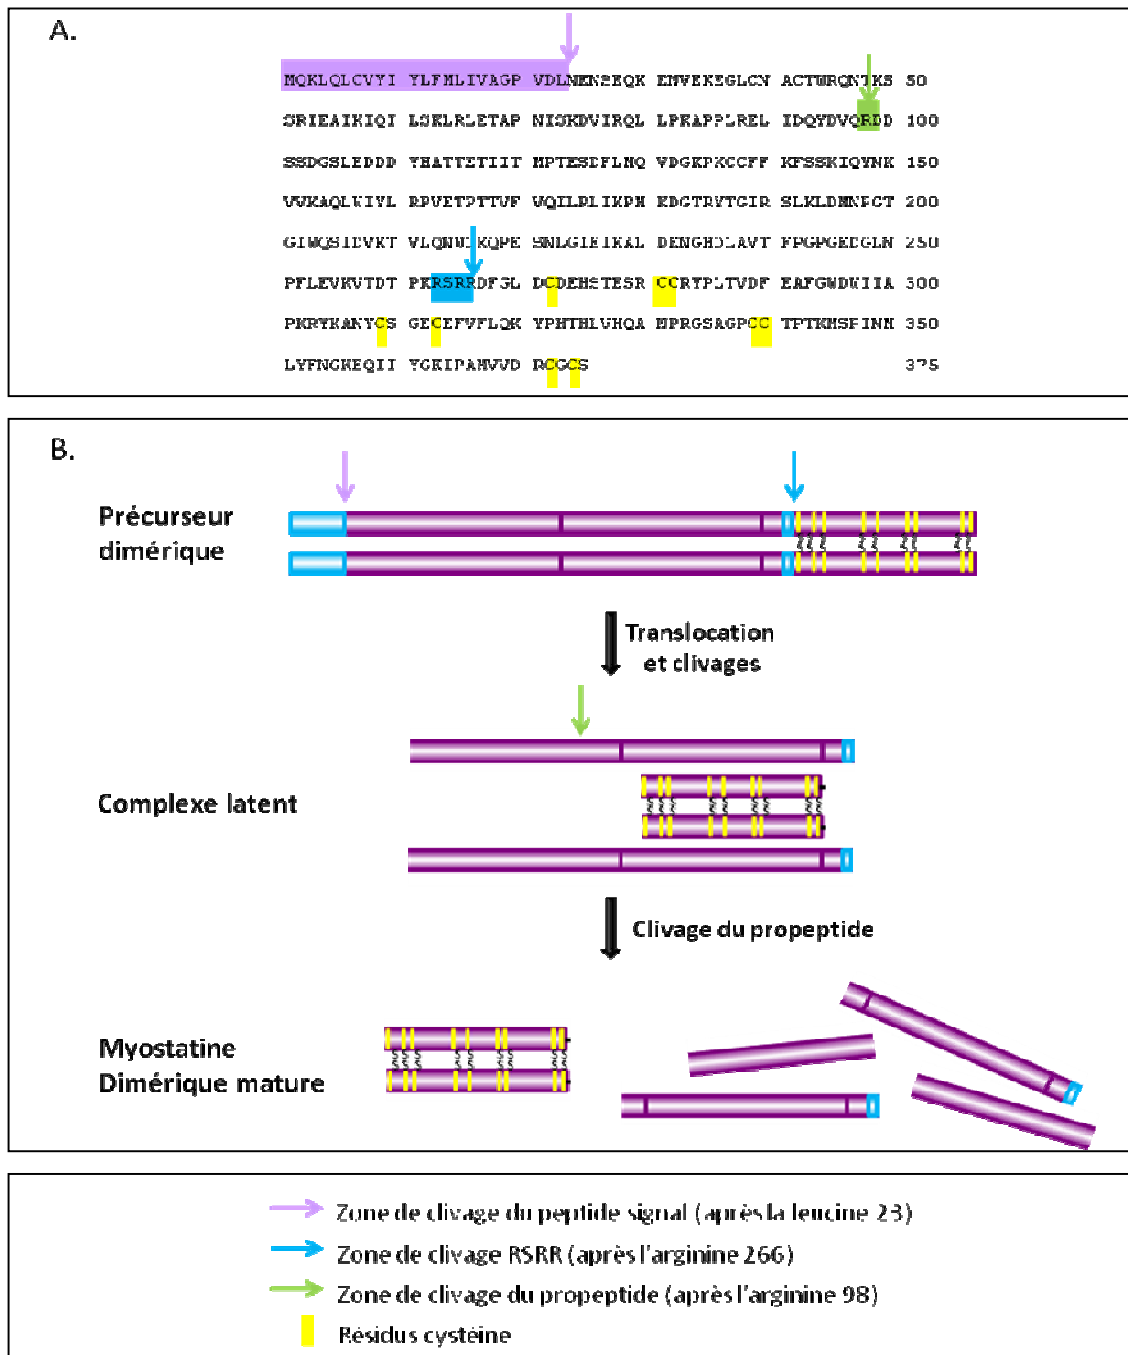 A.
MQKLQLCVYI YLFMLIVAGP VDLNENSEQK ENVEKEGLCN ACTWRQNTKS 50
SRIEAIKIQI LSKLRLETAP NISKDVIRQL LPKAPPLREL IDQYDVQRDD 100
SSDGSLEDDD YHATTETIIT MPTESDFLMQ VDGKPKCCFF KFSSKIQYNK 150
VVKAQLWIYL RPVETPTTVF VQILRLIKPM KDGTRYTGIR SLKLDMNPGT 200
GIWQSIDVKT VLQNWLKQPE SNLGIEIKAL DENGHDLAVT FPGPGEDGLN 250
PFLEVKVTDT PKRSRRDFGL DCDEHSTESR CCRYPLTVDF EAFGWDWIIA 300
PKRYKANYCS GECEFVFLQK YPHTHLVHQA NPRGSAGPCC TPTKMSPINM 350
LYFNGKEQII YGKIPAMVVD RCGCS 375
B.
Précurseur
dimérique
Translocation
et clivages
Complexe latent
Clivage du propeptide
Myostatine
Dimérique mature
Zone de clivage du peptide signal (après la leucine 23)
Zone de clivage RSRR (après l'arginine 266)
Zone de clivage du propeptide (après l'arginine 98)
Résidus cystéine